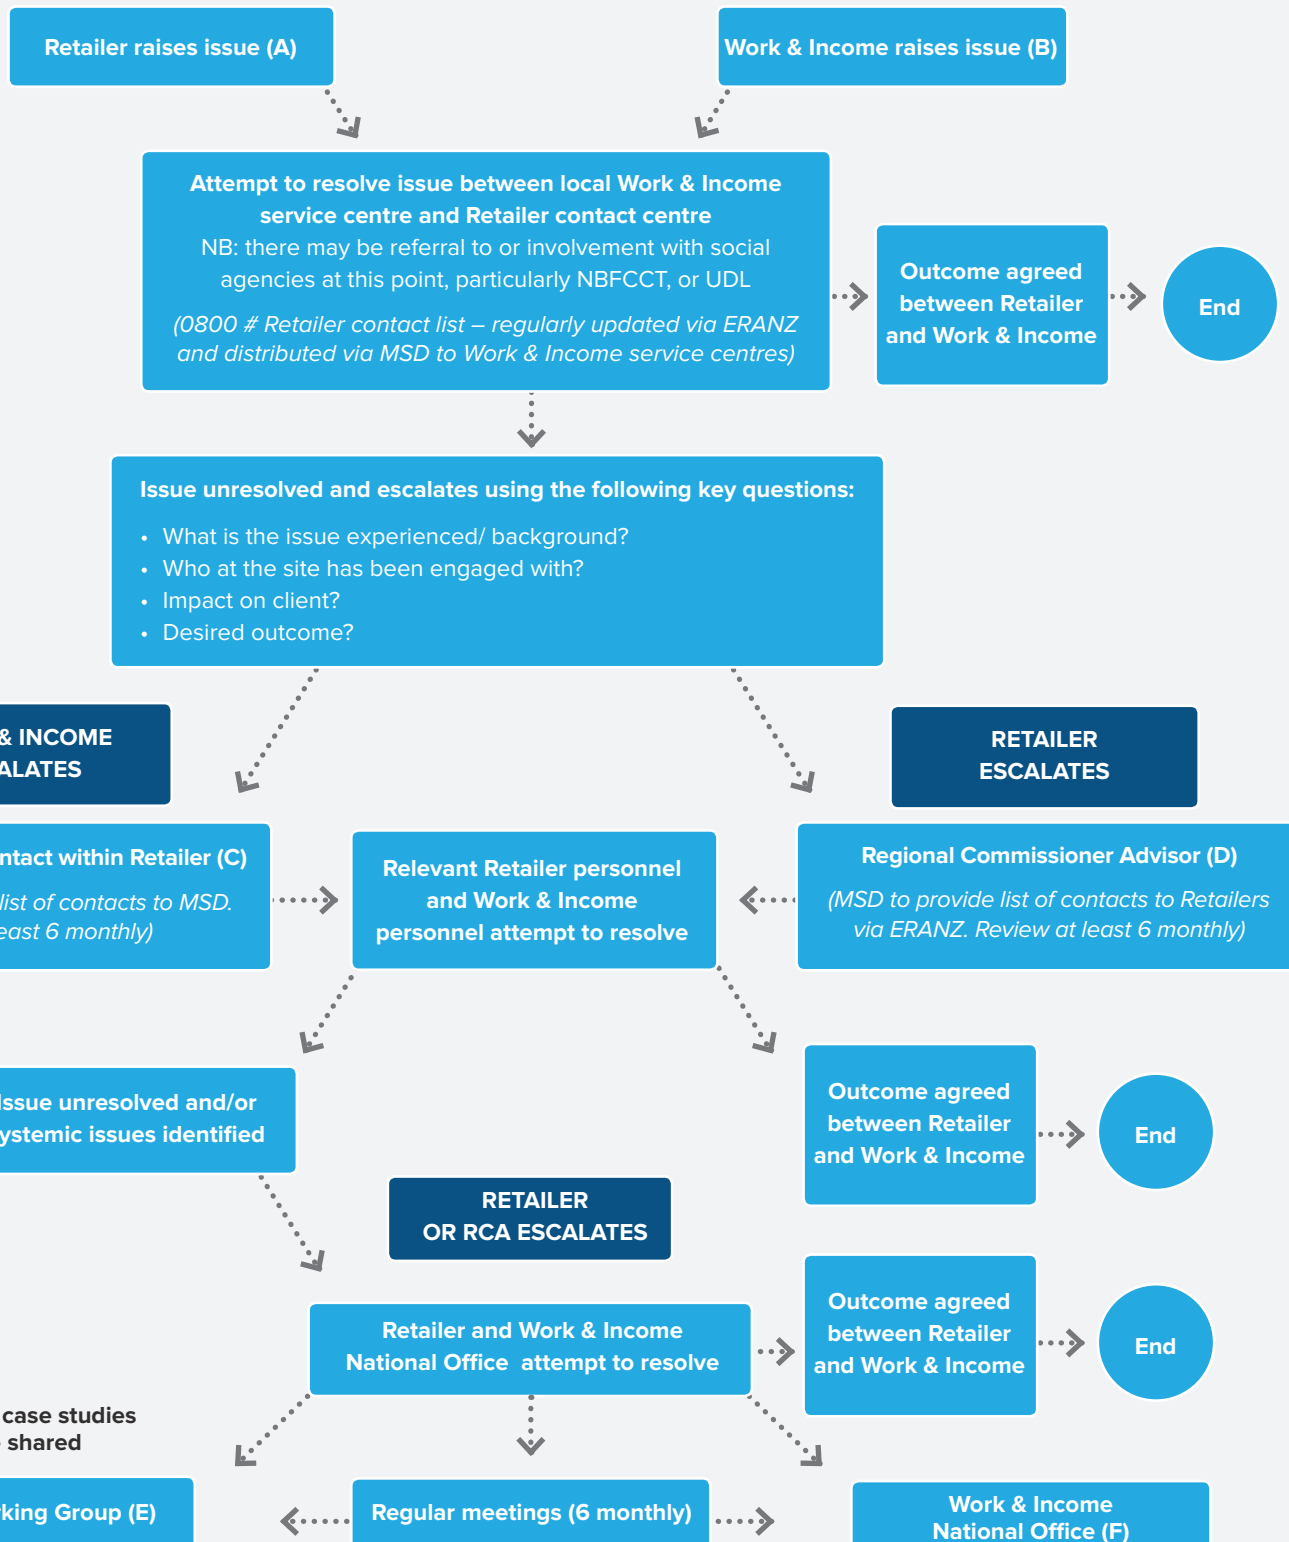 Retailer raises issue (A)
Work & Income raises issue (B)
Attempt to resolve issue between local Work & Income
service centre and Retailer contact centre
NB: there may be referral to or involvement with social
agencies at this point, particularly NBFCCT, or UDL
(0800 # Retailer contact list – regularly updated via ERANZ
and distributed via MSD to Work & Income service centres)
Outcome agreed
between Retailer
and Work & Income
End
Issue unresolved and escalates using the following key questions:
• What is the issue experienced/ background?
• Who at the site has been engaged with?
• Impact on client?
• Desired outcome?
& INCOME
ALATES
RETAILER
ESCALATES
ntact within Retailer (C)
list of contacts to MSD.
east 6 monthly)
Relevant Retailer personnel
and Work & Income
personnel attempt to resolve
Regional Commissioner Advisor (D)
(MSD to provide list of contacts to Retailers
via ERANZ. Review at least 6 monthly)
Issue unresolved and/or
ystemic issues identified
Outcome agreed
between Retailer
and Work & Income
End
RETAILER
OR RCA ESCALATES
Retailer and Work & Income
National Office attempt to resolve
Outcome agreed
between Retailer
and Work & Income
End
case studies
shared
king Group (E)
Regular meetings (6 monthly)
Work & Income
National Office (F)